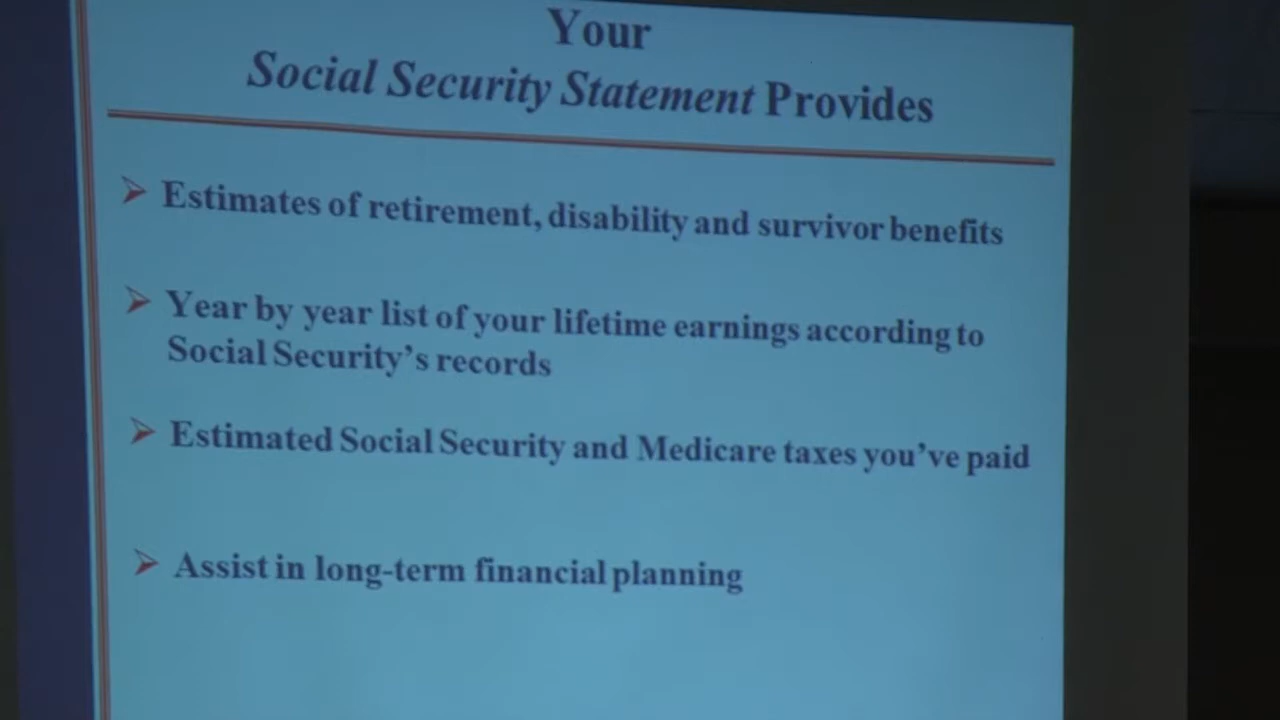 Your
Social Security Statement Provides
Estimates of retirement, disability and survivor benefits
Year by year list of your lifetime earnings according to
Social Security's records
Estimated Social Security and Medicare taxes you've paid
Assist in long-term financial planning